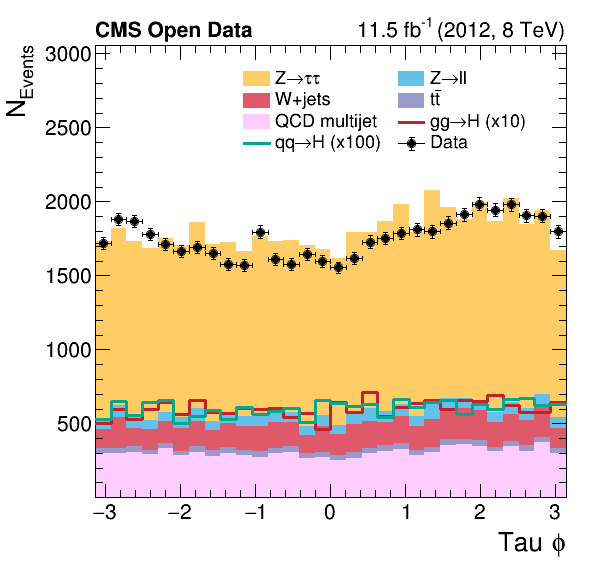 CMS Open Data 11.5 fb⁻¹ (2012, 8 TeV)
N_Events
3000
2500
2000
1500
1000
500
Z→ττ Z→ll
W+jets tt̄
QCD multijet gg→H (x10)
qq→H (x100) Data
−3 −2 −1 0 1 2 3
Tau ϕ